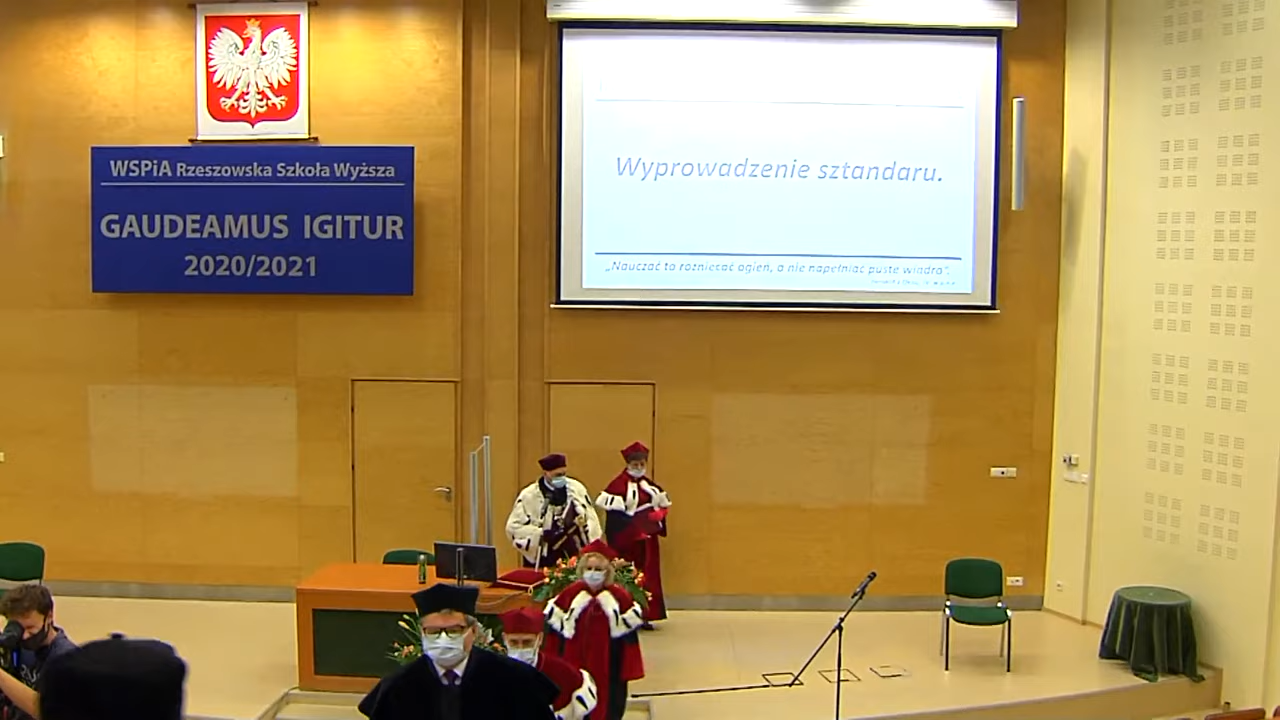 WSPiA Rzeszowska Szkoła Wyższa
GAUDEAMUS IGITUR
2020/2021
Wyprowadzenie sztandaru.
„Nauczać to rozniecać ogień, a nie napełniać puste wiadra".